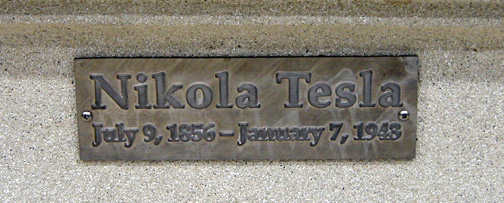 Nikola Tesla
July 9, 1856 – January 7, 1943